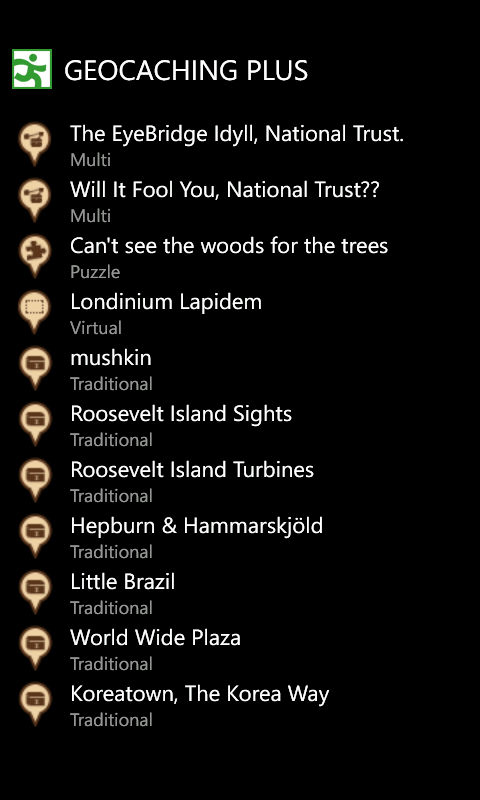 GEOCACHING PLUS
The EyeBridge Idyll, National Trust.
Multi
Will It Fool You, National Trust??
Multi
Can't see the woods for the trees
Puzzle
Londinium Lapidem
Virtual
mushkin
Traditional
Roosevelt Island Sights
Traditional
Roosevelt Island Turbines
Traditional
Hepburn & Hammarskjöld
Traditional
Little Brazil
Traditional
World Wide Plaza
Traditional
Koreatown, The Korea Way
Traditional